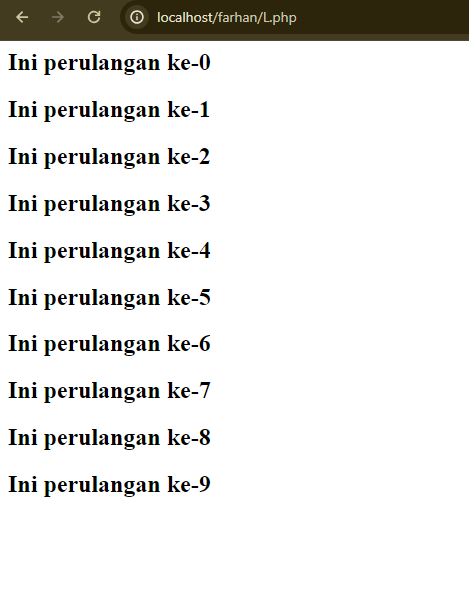 localhost/farhan/L.php
Ini perulangan ke-0
Ini perulangan ke-1
Ini perulangan ke-2
Ini perulangan ke-3
Ini perulangan ke-4
Ini perulangan ke-5
Ini perulangan ke-6
Ini perulangan ke-7
Ini perulangan ke-8
Ini perulangan ke-9